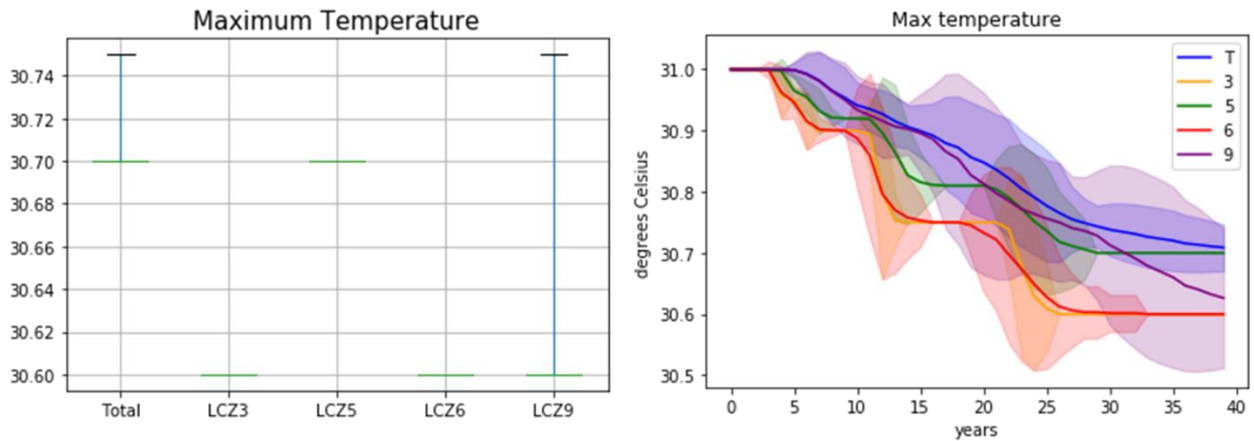 Maximum Temperature
30.74
30.72
30.70
30.68
30.66
30.64
30.62
30.60
Total LCZ3 LCZ5 LCZ6 LCZ9
Max temperature
degrees Celsius
31.0
30.9
30.8
30.7
30.6
30.5
T
3
5
6
9
0 5 10 15 20 25 30 35 40
years